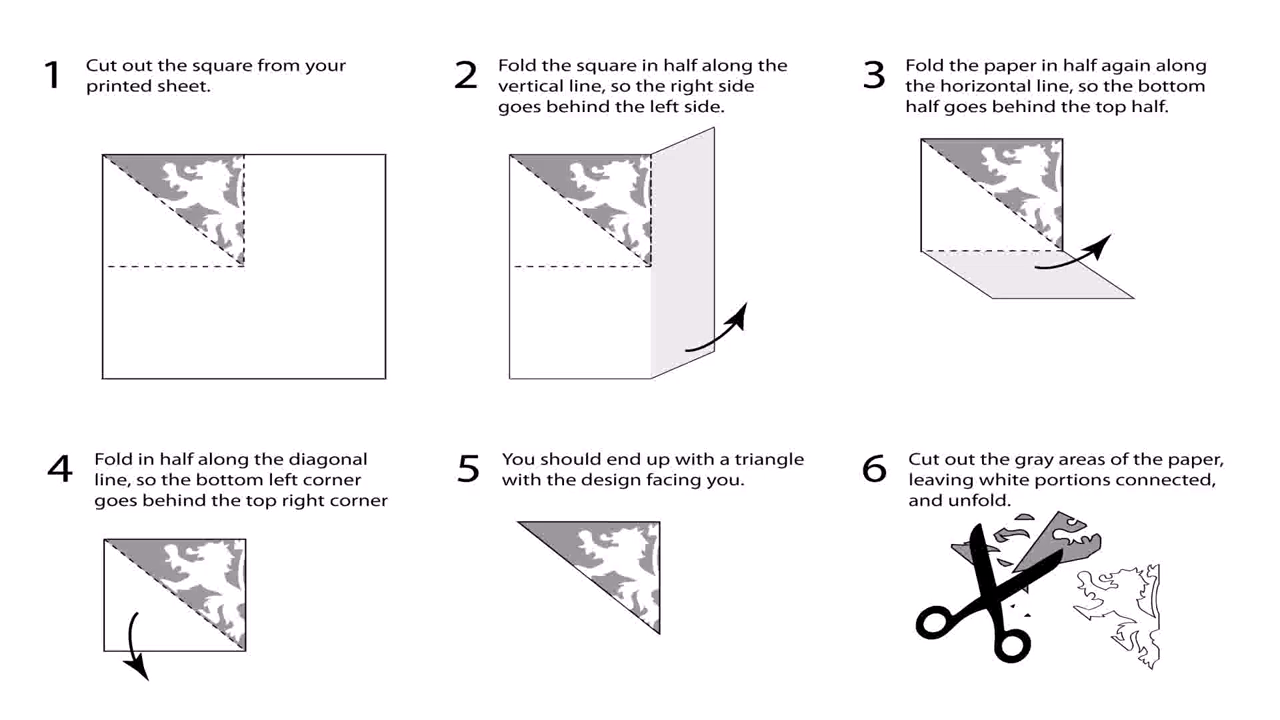 1
Cut out the square from your
printed sheet.
2
Fold the square in half along the
vertical line, so the right side
goes behind the left side.
3
Fold the paper in half again along
the horizontal line, so the bottom
half goes behind the top half.
4
Fold in half along the diagonal
line, so the bottom left corner
goes behind the top right corner
5
You should end up with a triangle
with the design facing you.
6
Cut out the gray areas of the paper,
leaving white portions connected,
and unfold.